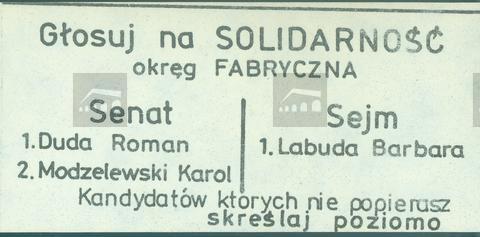 Głosuj na SOLIDARNOŚĆ
okręg FABRYCZNA
Senat
1.Duda Roman
2.Modzelewski Karol
Sejm
1.Labuda Barbara
Kandydatów których nie popierasz
skreślaj poziomo